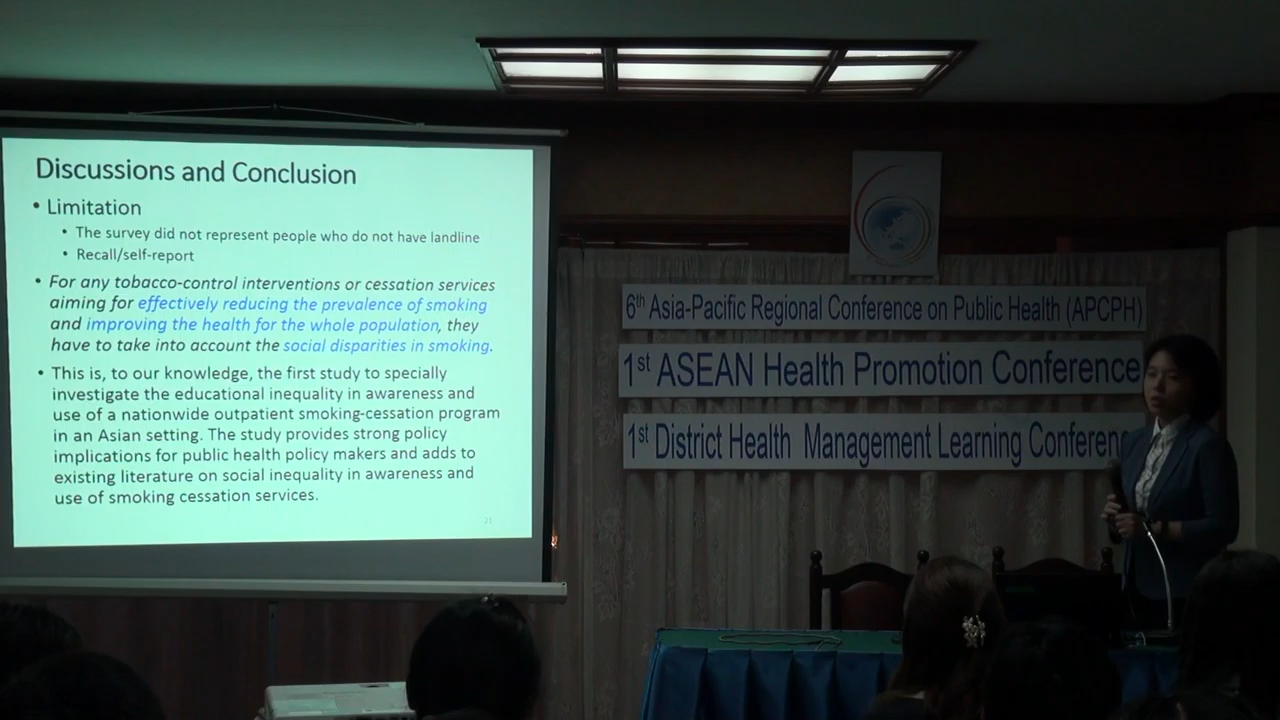 Discussions and Conclusion
• Limitation
• The survey did not represent people who do not have landline
• Recall/self-report
• For any tobacco-control interventions or cessation services
aiming for effectively reducing the prevalence of smoking
and improving the health for the whole population, they
have to take into account the social disparities in smoking.
• This is, to our knowledge, the first study to specially
investigate the educational inequality in awareness and
use of a nationwide outpatient smoking-cessation program
in an Asian setting. The study provides strong policy
implications for public health policy makers and adds to
existing literature on social inequality in awareness and
use of smoking cessation services.
21
6
6th Asia-Pacific Regional Conference on Public Health (APCPH)
1st ASEAN Health Promotion Conference
1st District Health Management Learning Conferenc